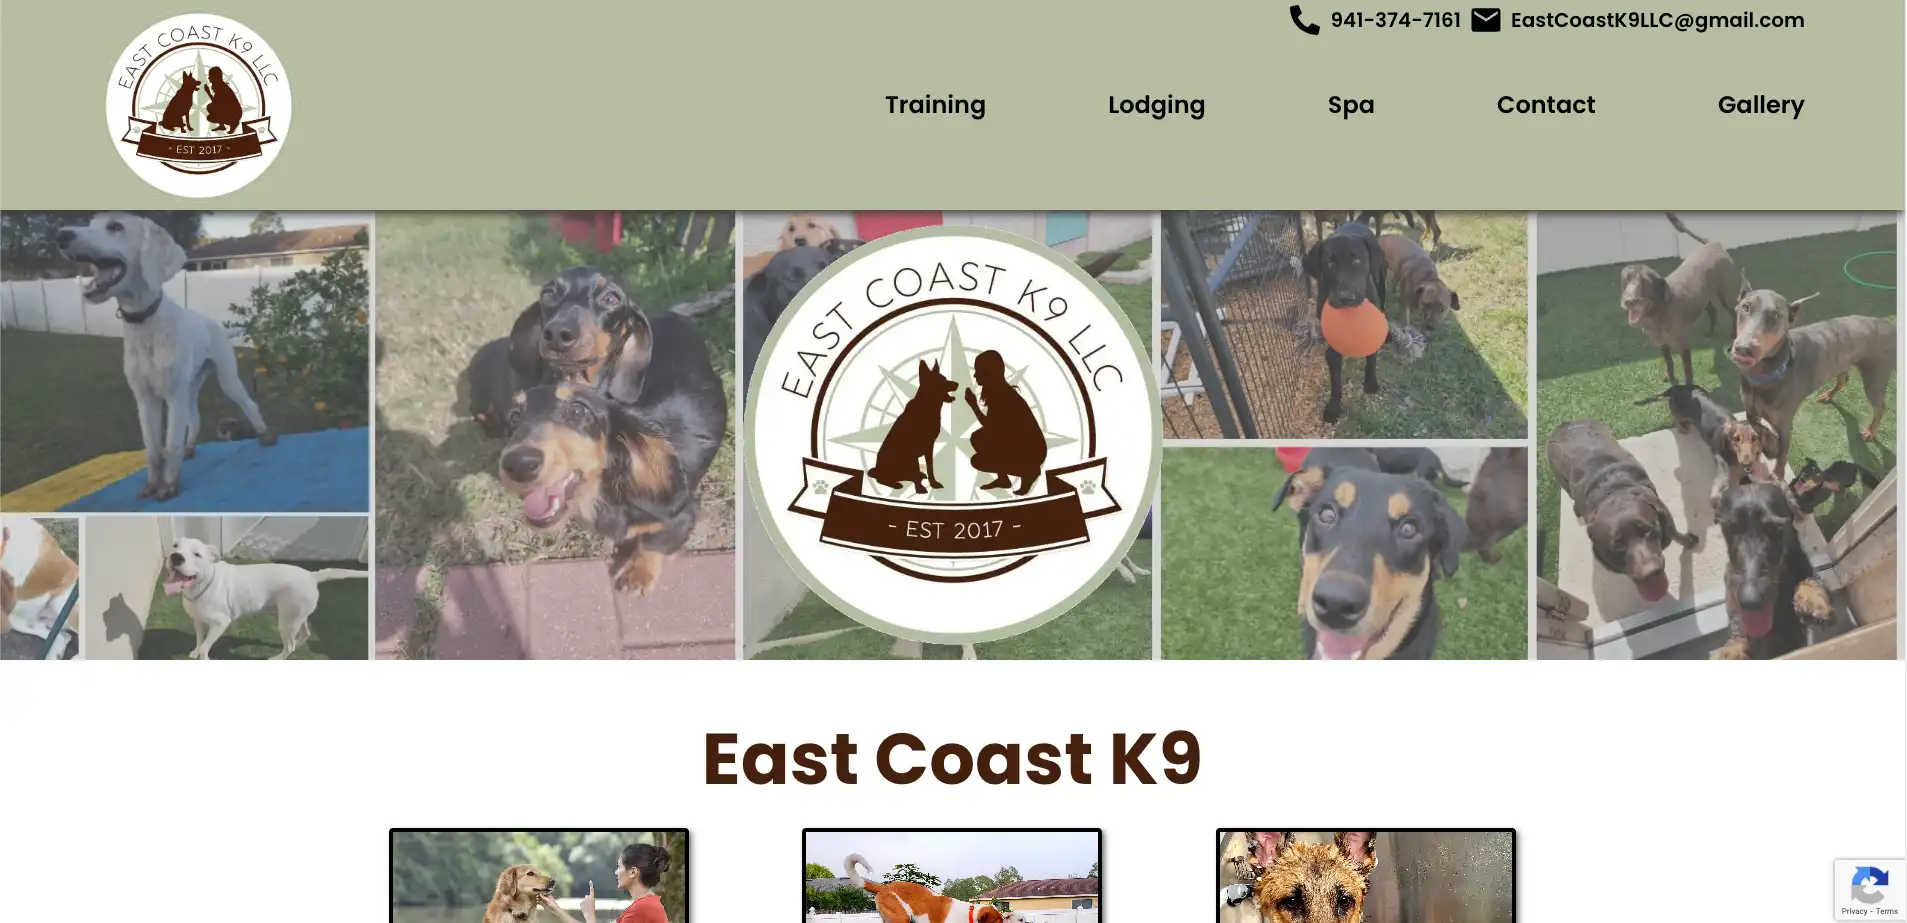 EAST COAST K9 LLC
- EST 2017 -
941-374-7161 EastCoastK9LLC@gmail.com
Training Lodging Spa Contact Gallery
EAST COAST K9 LLC
- EST 2017 -
East Coast K9
Privacy - Terms